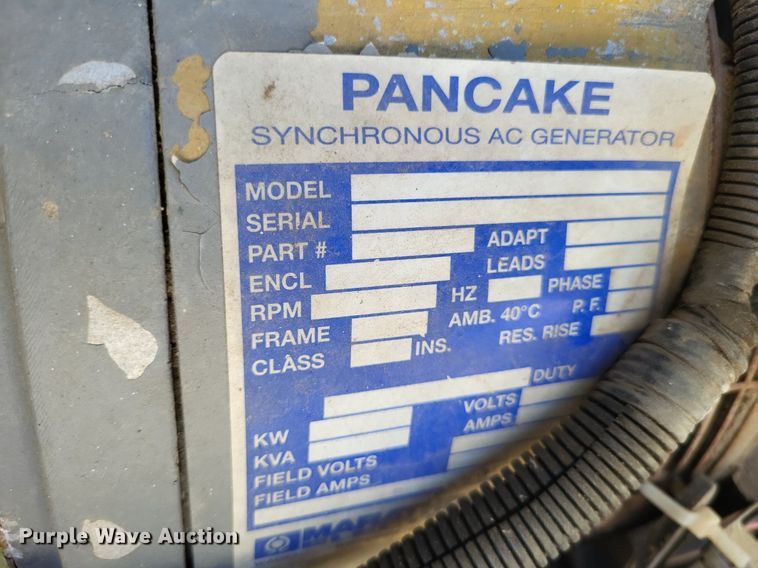 PANCAKE
SYNCHRONOUS AC GENERATOR
MODEL
SERIAL
PART #
ADAPT
ENCL
LEADS
RPM
HZ
PHASE
FRAME
AMB. 40°C
P. F.
CLASS
INS.
RES. RISE
DUTY
KW
VOLTS
KVA
AMPS
FIELD VOLTS
FIELD AMPS
Purple Wave Auction